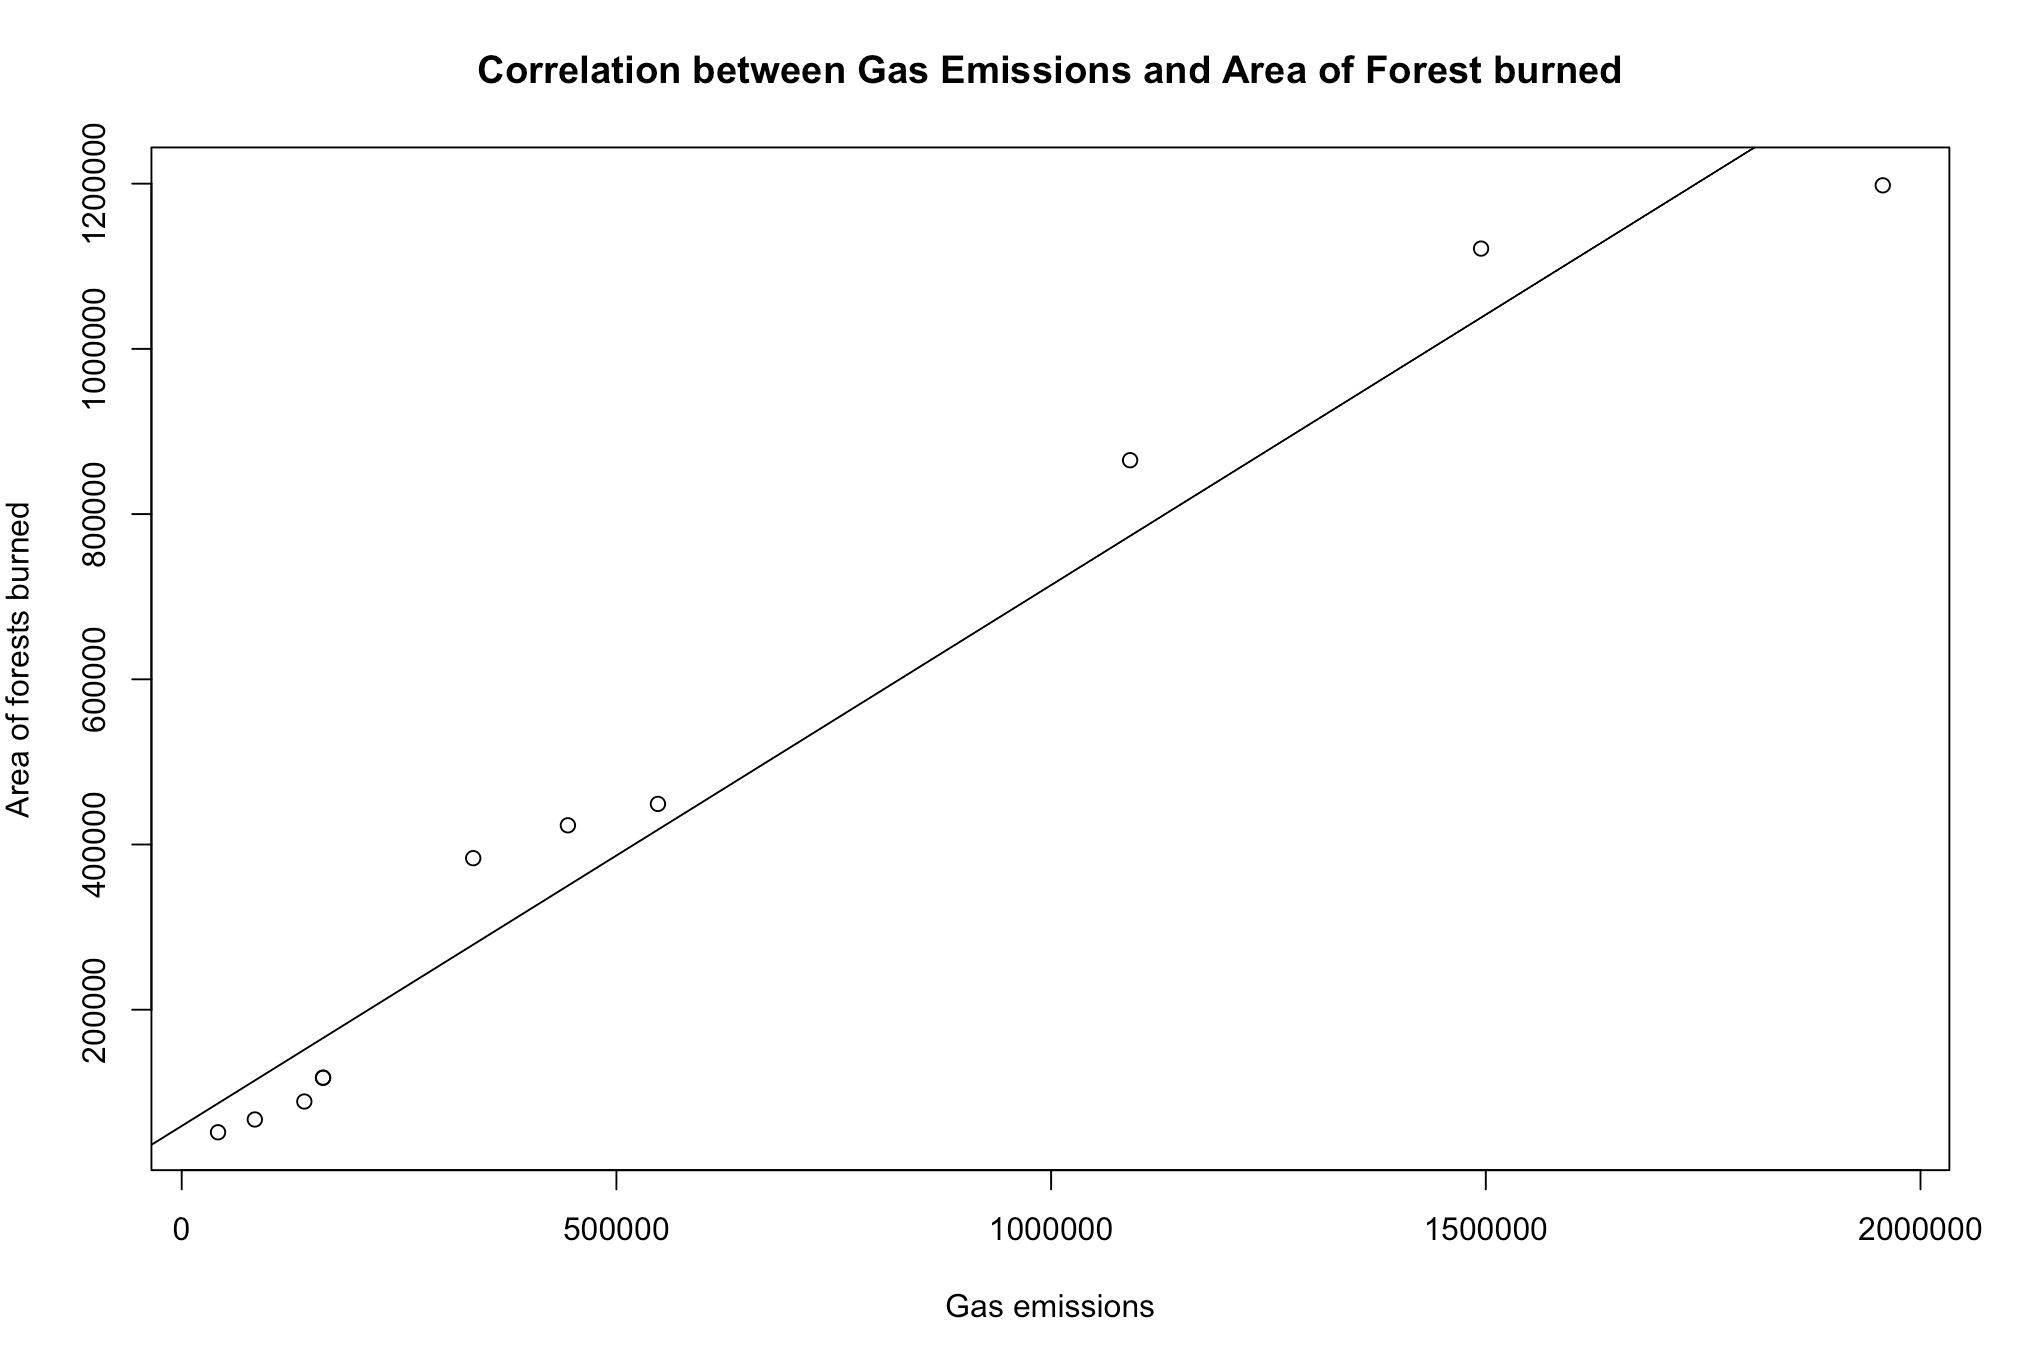 Correlation between Gas Emissions and Area of Forest burned
Area of forests burned
1200000
1000000
800000
600000
400000
200000
0 500000 1000000 1500000 2000000
Gas emissions